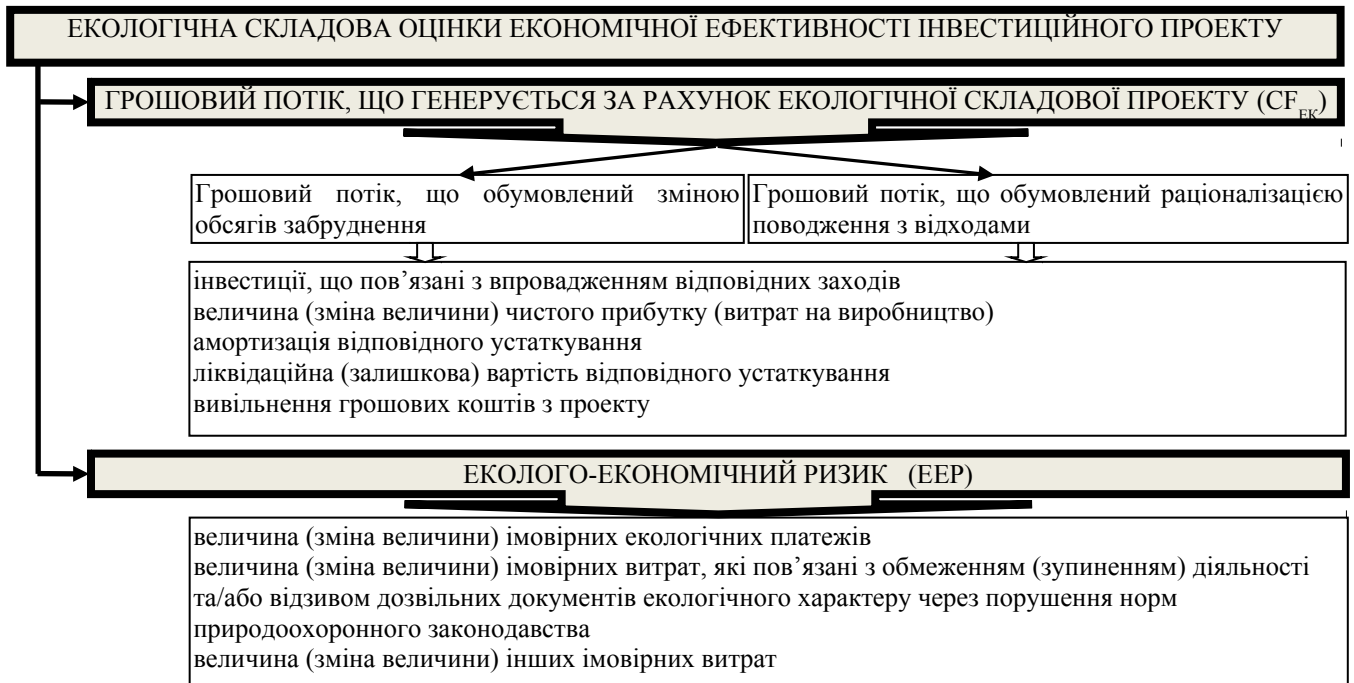 ЕКОЛОГІЧНА СКЛАДОВА ОЦІНКИ ЕКОНОМІЧНОЇ ЕФЕКТИВНОСТІ ІНВЕСТИЦІЙНОГО ПРОЕКТУ
ГРОШОВИЙ ПОТІК, ЩО ГЕНЕРУЄТЬСЯ ЗА РАХУНОК ЕКОЛОГІЧНОЇ СКЛАДОВОЇ ПРОЕКТУ (CF_ЕК)
Грошовий потік, що обумовлений зміною
обсягів забруднення
Грошовий потік, що обумовлений раціоналізацією
поводження з відходами
інвестиції, що пов’язані з впровадженням відповідних заходів
величина (зміна величини) чистого прибутку (витрат на виробництво)
амортизація відповідного устаткування
ліквідаційна (залишкова) вартість відповідного устаткування
вивільнення грошових коштів з проекту
ЕКОЛОГО-ЕКОНОМІЧНИЙ РИЗИК (ЕЕР)
величина (зміна величини) імовірних екологічних платежів
величина (зміна величини) імовірних витрат, які пов’язані з обмеженням (зупиненням) діяльності
та/або відзивом дозвільних документів екологічного характеру через порушення норм
природоохоронного законодавства
величина (зміна величини) інших імовірних витрат